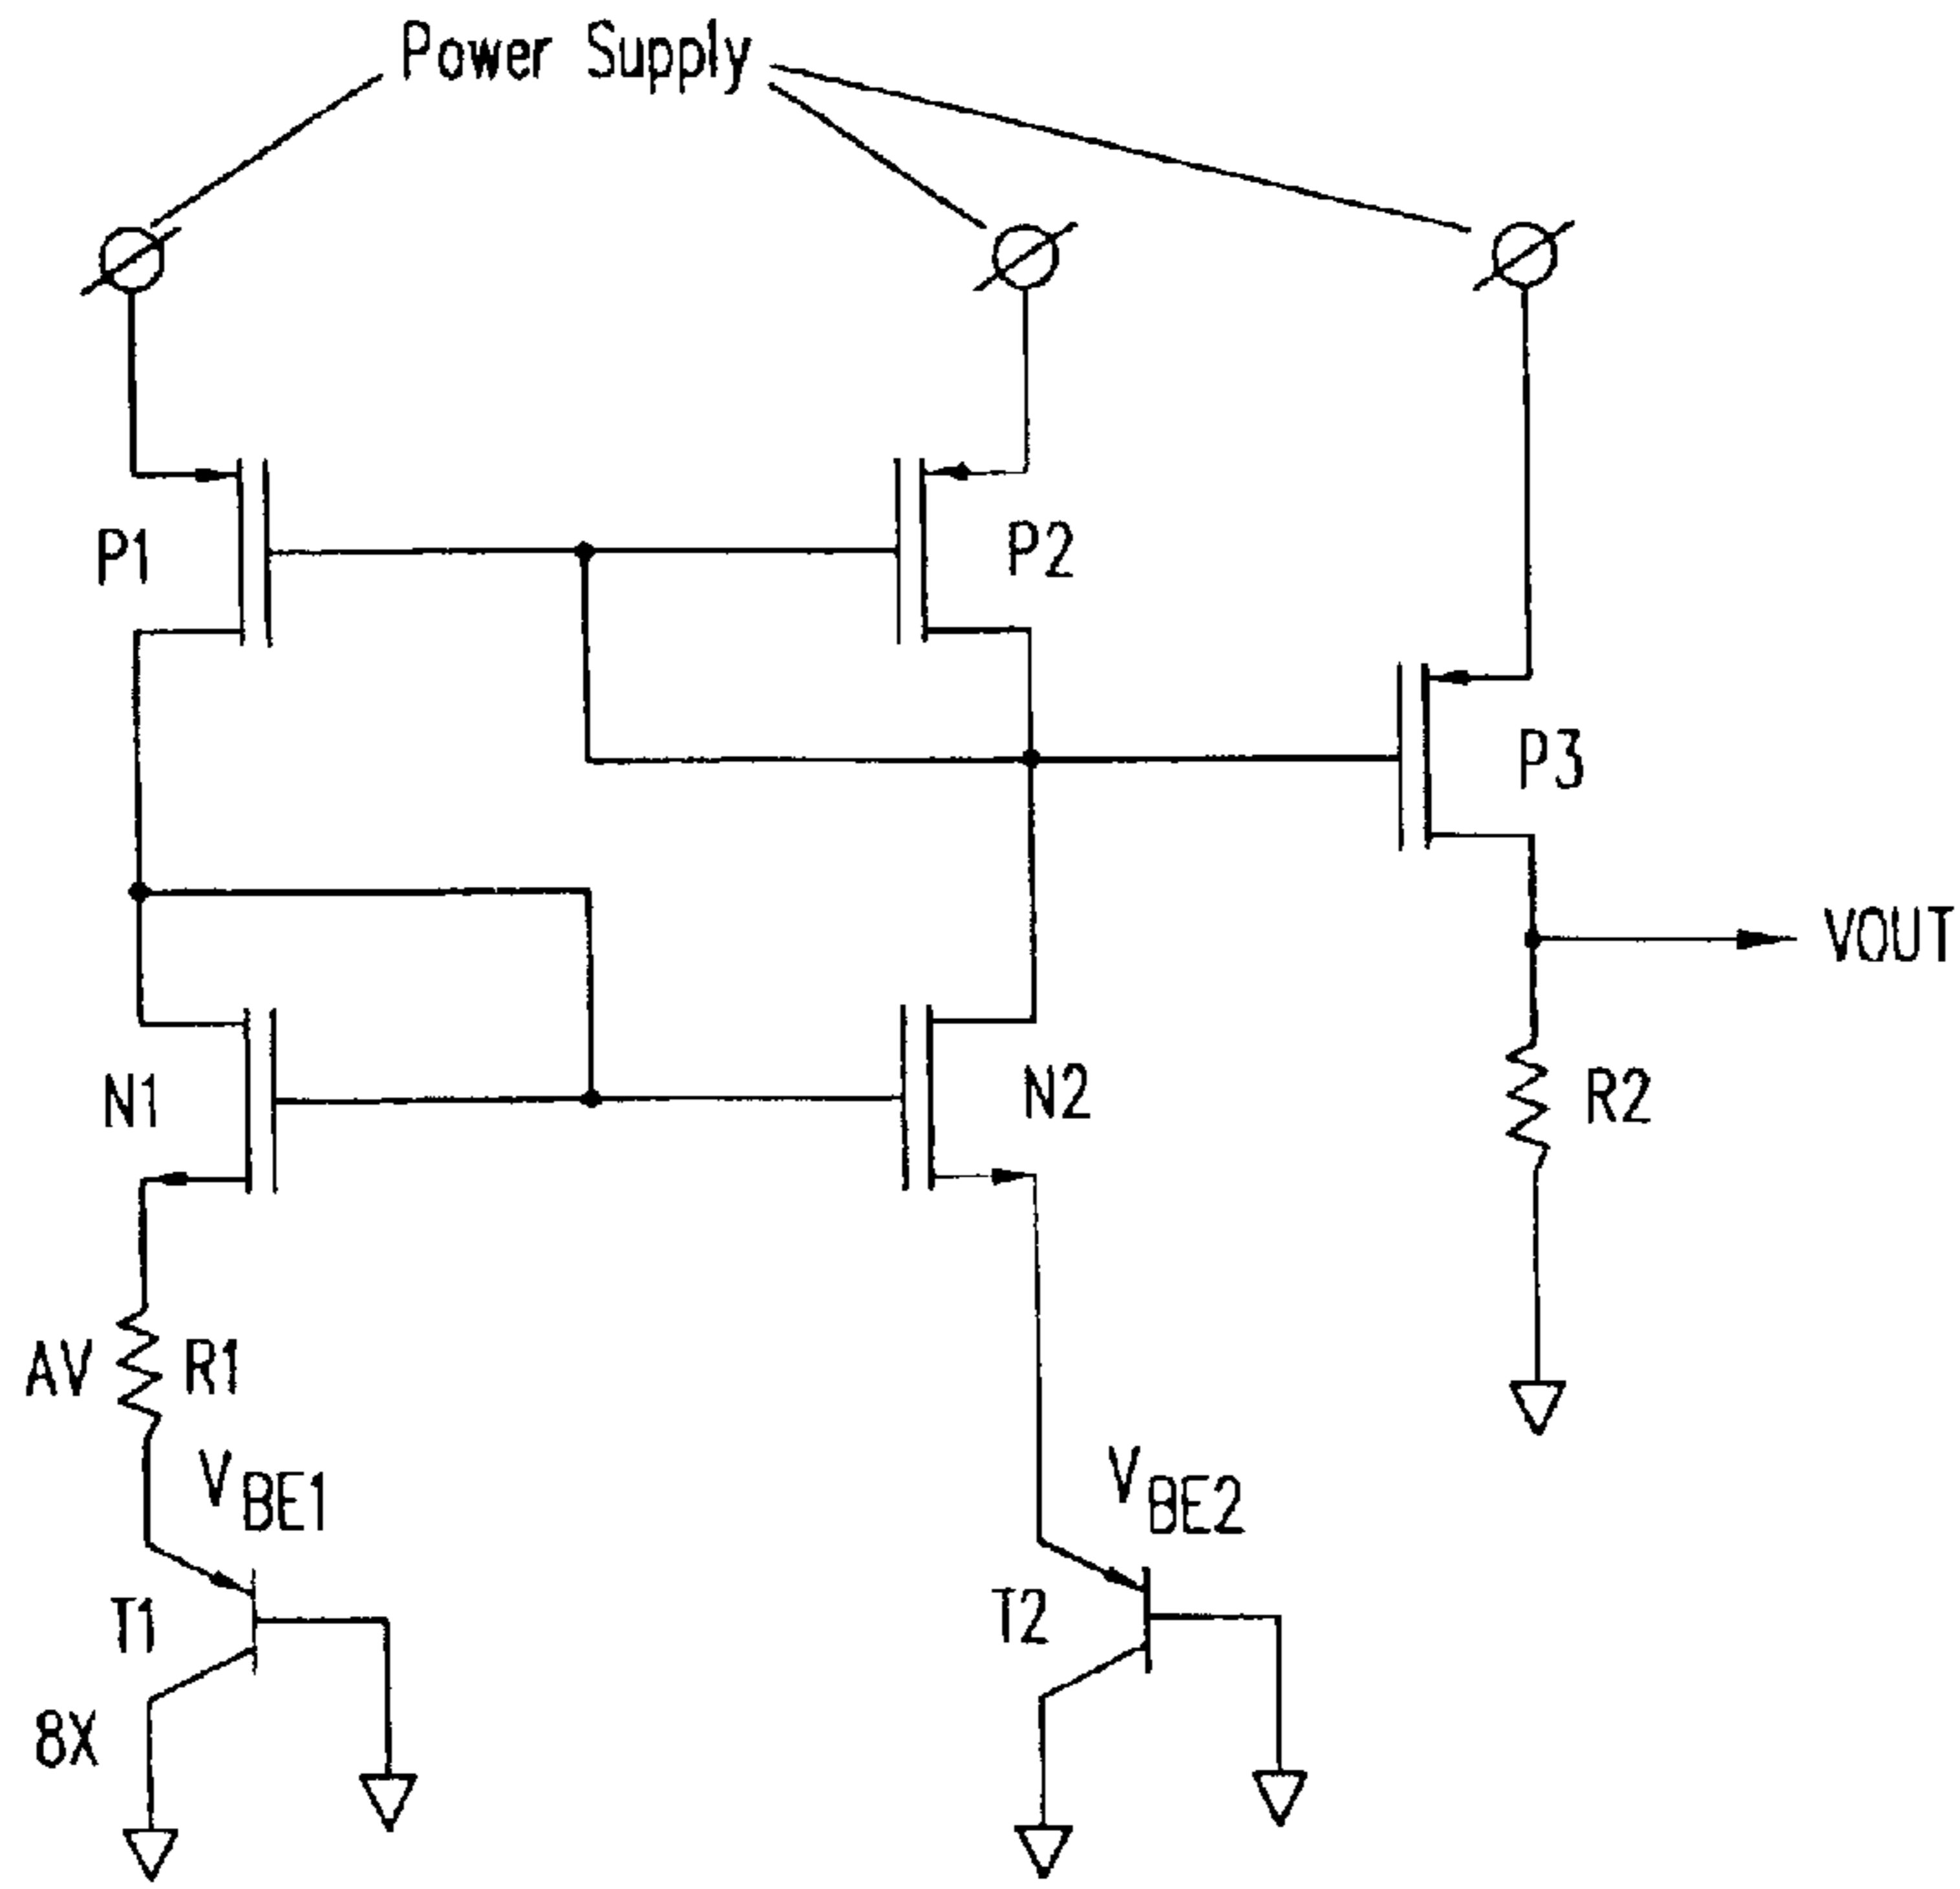 Power Supply
P1
P2
P3
VOUT
N1
N2
R2
AV
R1
VBE1
VBE2
T1
T2
8X